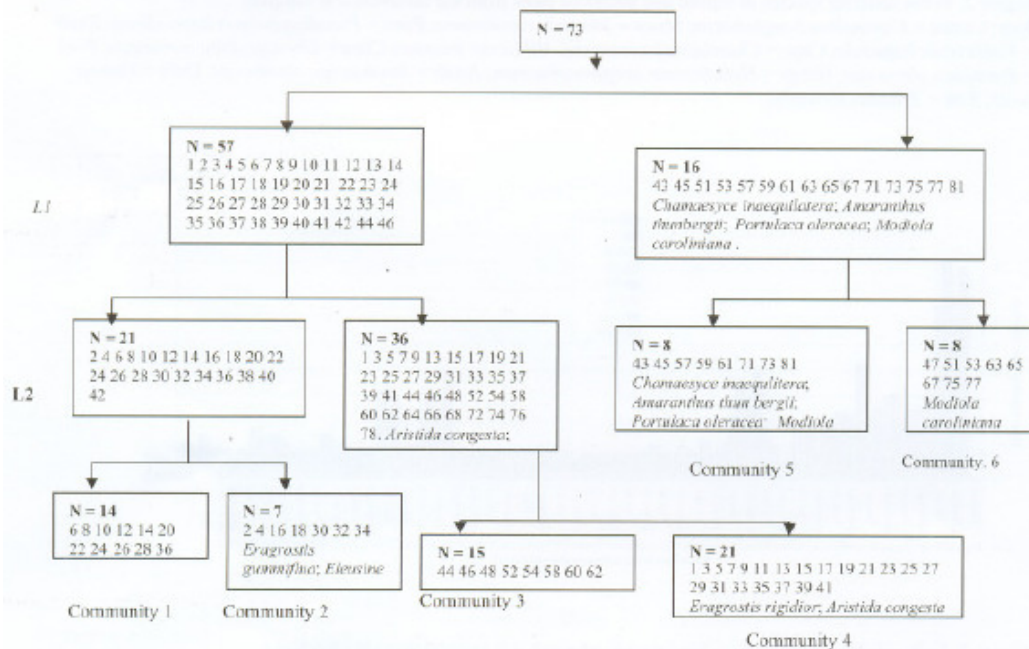 N = 73
N = 57
1 2 3 4 5 6 7 8 9 10 11 12 13 14
15 16 17 18 19 20 21 22 23 24
25 26 27 28 29 30 31 32 33 34
35 36 37 38 39 40 41 42 44 46
N = 16
43 45 51 53 57 59 61 63 65 67 71 73 75 77 81
Chamaesyce inaequilatera; Amaranthus
thunbergii; Portulaca oleracea; Modiola
caroliniana .
L1
N = 21
2 4 6 8 10 12 14 16 18 20 22
24 26 28 30 32 34 36 38 40
42
N = 36
1 3 5 7 9 13 15 17 19 21
23 25 27 29 31 33 35 37
39 41 44 46 48 52 54 58
60 62 64 66 68 72 74 76
78. Aristida congesta;
N = 8
43 45 57 59 61 71 73 81
Chamaesyce inaequlitera;
Amaranthus thun bergii;
Portulaca oleracea Modiola
N = 8
47 51 53 63 65
67 75 77
Modiola
caroliniana
L2
Community 5
Community. 6
N = 14
6 8 10 12 14 20
22 24 26 28 36
N = 7
2 4 16 18 30 32 34
Eragrostis
gummiflua; Eleusine
N = 15
44 46 48 52 54 58 60 62
N = 21
1 3 5 7 9 11 13 15 17 19 21 23 25 27
29 31 33 35 37 39 41
Eragrostis rigidior; Aristida congesta
Community 1
Community 2
Community 3
Community 4